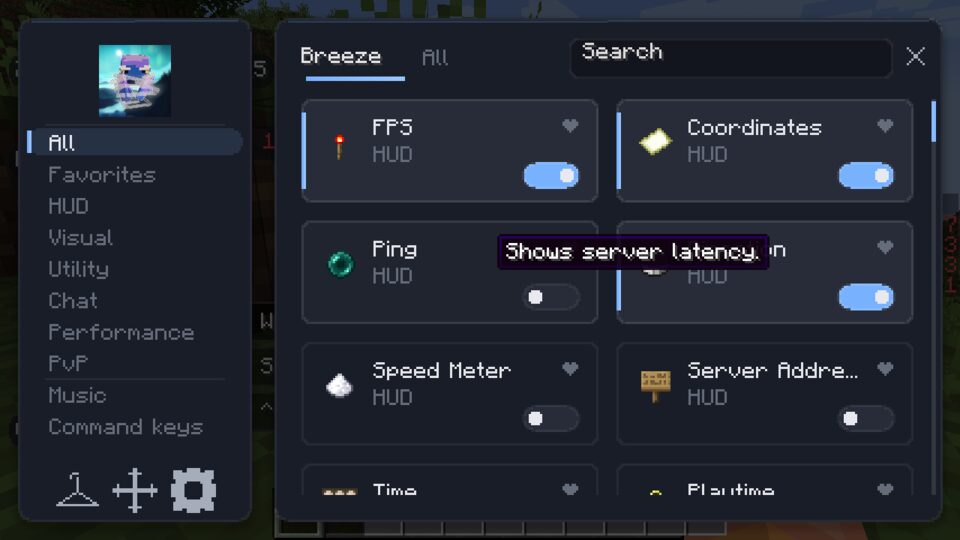 Breeze
All
Search
All
Favorites
HUD
Visual
Utility
Chat
Performance
PvP
Music
Command keys
FPS
HUD
Coordinates
HUD
Ping
HUD
Shows server latency.
on
HUD
Speed Meter
HUD
Server Addre...
HUD
Time
Playtime